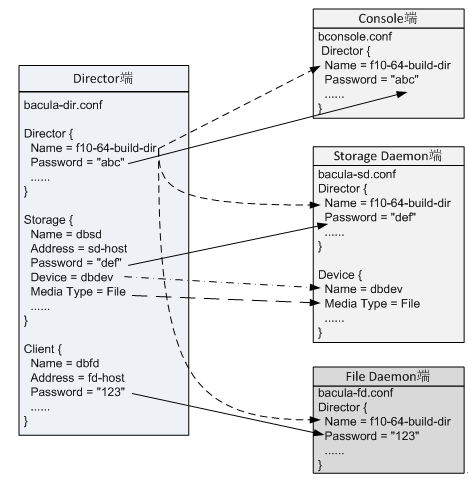 Director端
bacula-dir.conf
Director {
Name = f10-64-build-dir
Password = "abc"
......
}
Storage {
Name = dbsd
Address = sd-host
Password = "def"
Device = dbdev
Media Type = File
......
}
Client {
Name = dbfd
Address = fd-host
Password = "123"
......
}
Console端
bconsole.conf
Director {
Name = f10-64-build-dir
Password = "abc"
......
}
Storage Daemon端
bacula-sd.conf
Director {
Name = f10-64-build-dir
Password = "def"
......
}
Device {
Name = dbdev
Media Type = File
......
}
File Daemon端
bacula-fd.conf
Director {
Name = f10-64-build-dir
Password = "123"
......
}